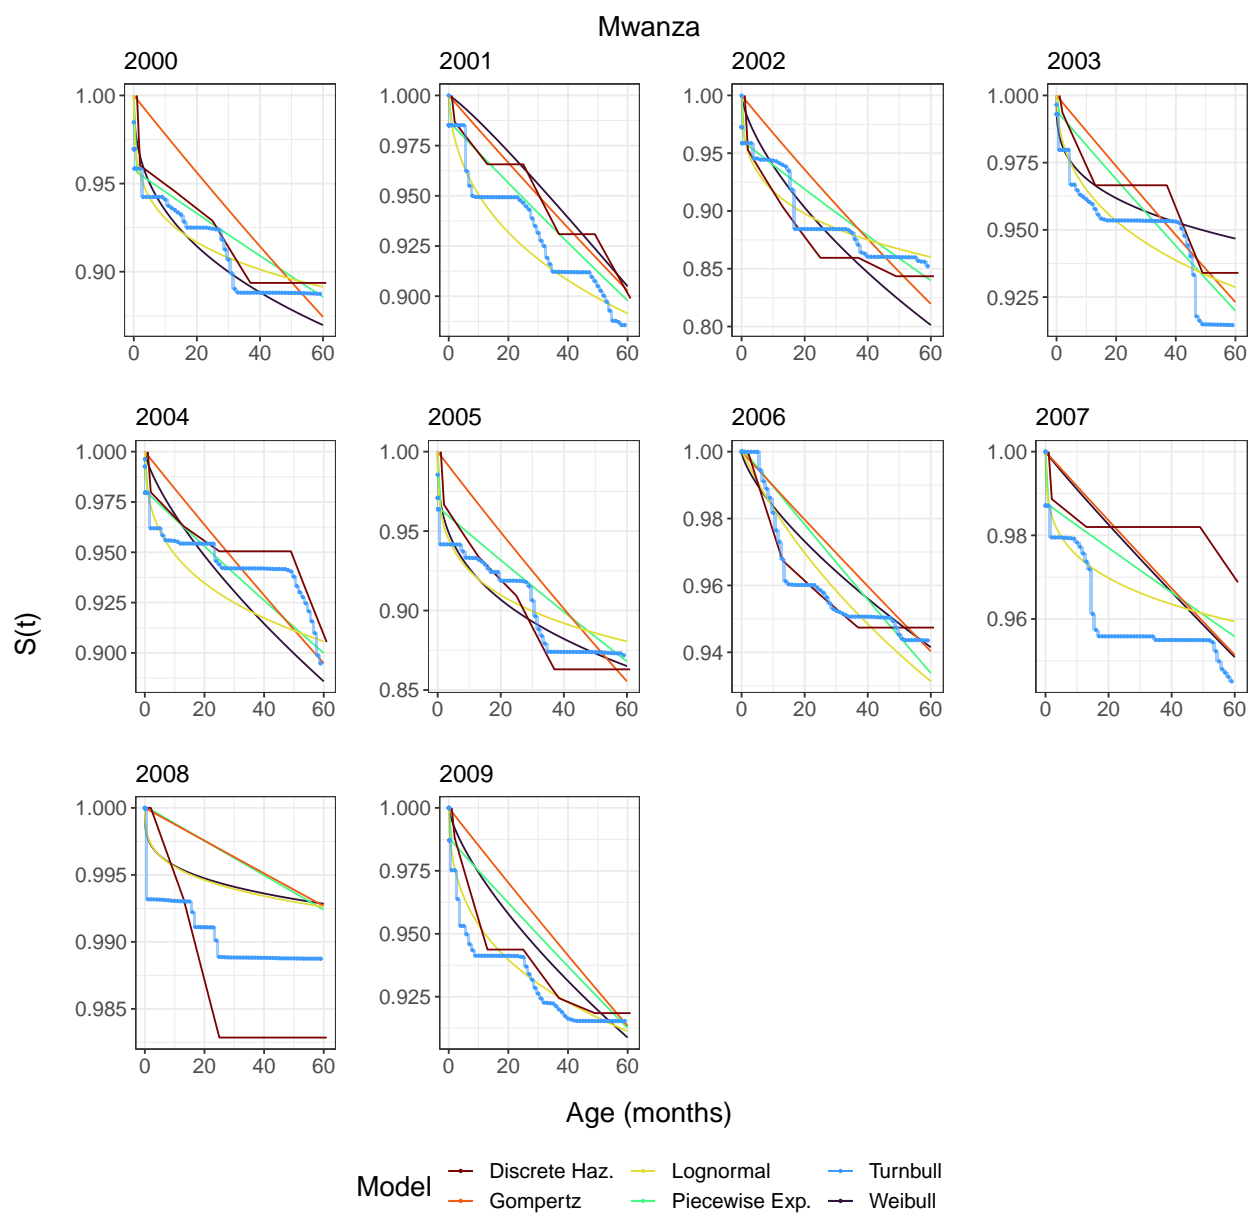 Mwanza
2000 2001 2002 2003
1.00 1.000 1.00 1.000
0.95 0.975 0.95 0.975
0.90 0.950 0.90 0.950
0.925 0.85 0.925
0.900 0.80
0 20 40 60 0 20 40 60 0 20 40 60 0 20 40 60
2004 2005 2006 2007
1.000 1.00 1.00 1.00
0.975 0.95 0.98 0.98
0.950 0.90 0.96 0.96
0.925 0.85 0.94
0.900
0 20 40 60 0 20 40 60 0 20 40 60 0 20 40 60
S(t)
2008 2009
1.000 1.000
0.995 0.975
0.990 0.950
0.985 0.925
0 20 40 60 0 20 40 60
Age (months)
Model
Discrete Haz. Lognormal Turnbull
Gompertz Piecewise Exp. Weibull